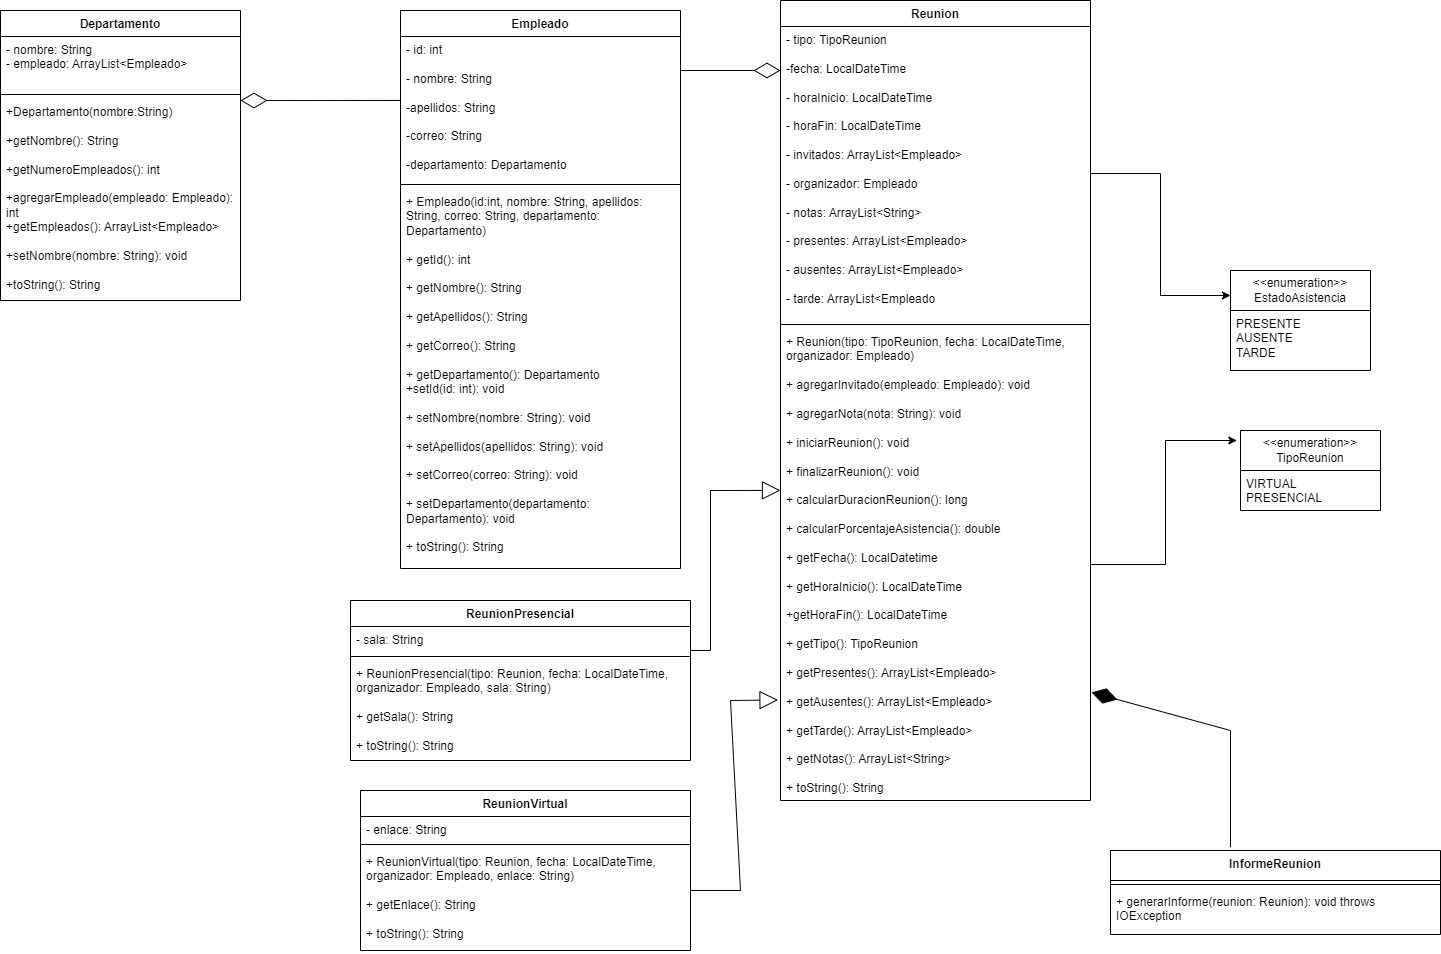 Departamento
- nombre: String
- empleado: ArrayList<Empleado>
+Departamento(nombre:String)
+getNombre(): String
+getNumeroEmpleados(): int
+agregarEmpleado(empleado: Empleado):
int
+getEmpleados(): ArrayList<Empleado>
+setNombre(nombre: String): void
+toString(): String
Empleado
- id: int
- nombre: String
-apellidos: String
-correo: String
-departamento: Departamento
+ Empleado(id:int, nombre: String, apellidos:
String, correo: String, departamento:
Departamento)
+ getId(): int
+ getNombre(): String
+ getApellidos(): String
+ getCorreo(): String
+ getDepartamento(): Departamento
+setId(id: int): void
+ setNombre(nombre: String): void
+ setApellidos(apellidos: String): void
+ setCorreo(correo: String): void
+ setDepartamento(departamento:
Departamento): void
+ toString(): String
Reunion
- tipo: TipoReunion
-fecha: LocalDateTime
- horaInicio: LocalDateTime
- horaFin: LocalDateTime
- invitados: ArrayList<Empleado>
- organizador: Empleado
- notas: ArrayList<String>
- presentes: ArrayList<Empleado>
- ausentes: ArrayList<Empleado>
- tarde: ArrayList<Empleado
+ Reunion(tipo: TipoReunion, fecha: LocalDateTime,
organizador: Empleado)
+ agregarInvitado(empleado: Empleado): void
+ agregarNota(nota: String): void
+ iniciarReunion(): void
+ finalizarReunion(): void
+ calcularDuracionReunion(): long
+ calcularPorcentajeAsistencia(): double
+ getFecha(): LocalDatetime
+ getHoraInicio(): LocalDateTime
+getHoraFin(): LocalDateTime
+ getTipo(): TipoReunion
+ getPresentes(): ArrayList<Empleado>
+ getAusentes(): ArrayList<Empleado>
+ getTarde(): ArrayList<Empleado>
+ getNotas(): ArrayList<String>
+ toString(): String
<<enumeration>>
EstadoAsistencia
PRESENTE
AUSENTE
TARDE
<<enumeration>>
TipoReunion
VIRTUAL
PRESENCIAL
ReunionPresencial
- sala: String
+ ReunionPresencial(tipo: Reunion, fecha: LocalDateTime,
organizador: Empleado, sala: String)
+ getSala(): String
+ toString(): String
ReunionVirtual
- enlace: String
+ ReunionVirtual(tipo: Reunion, fecha: LocalDateTime,
organizador: Empleado, enlace: String)
+ getEnlace(): String
+ toString(): String
InformeReunion
+ generarInforme(reunion: Reunion): void throws
IOException